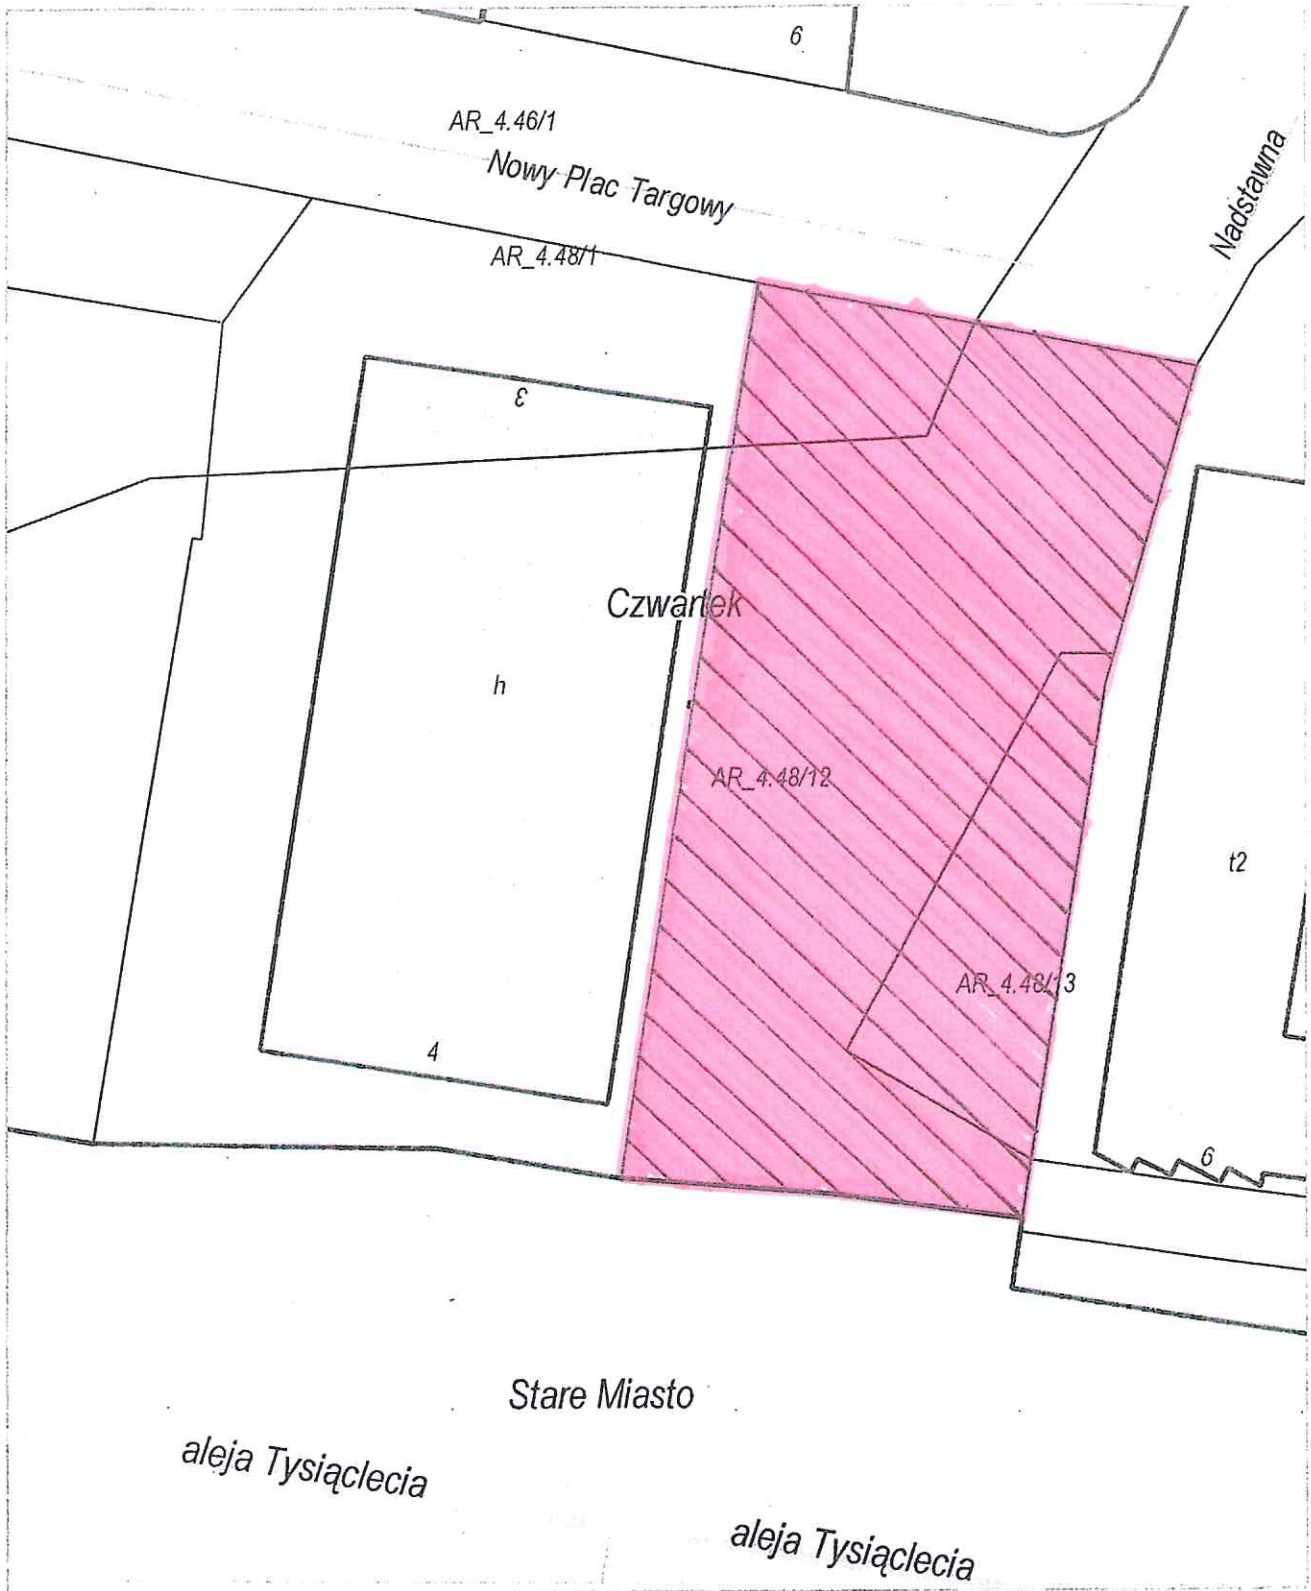 6
AR_4.46/1
Nowy Plac Targowy
Nadstawna
AR_4.48/1
3
Czwartek
h
AR_4.48/12
t2
AR_4.48/13
4
6
Stare Miasto
aleja Tysiąclecia
aleja Tysiąclecia